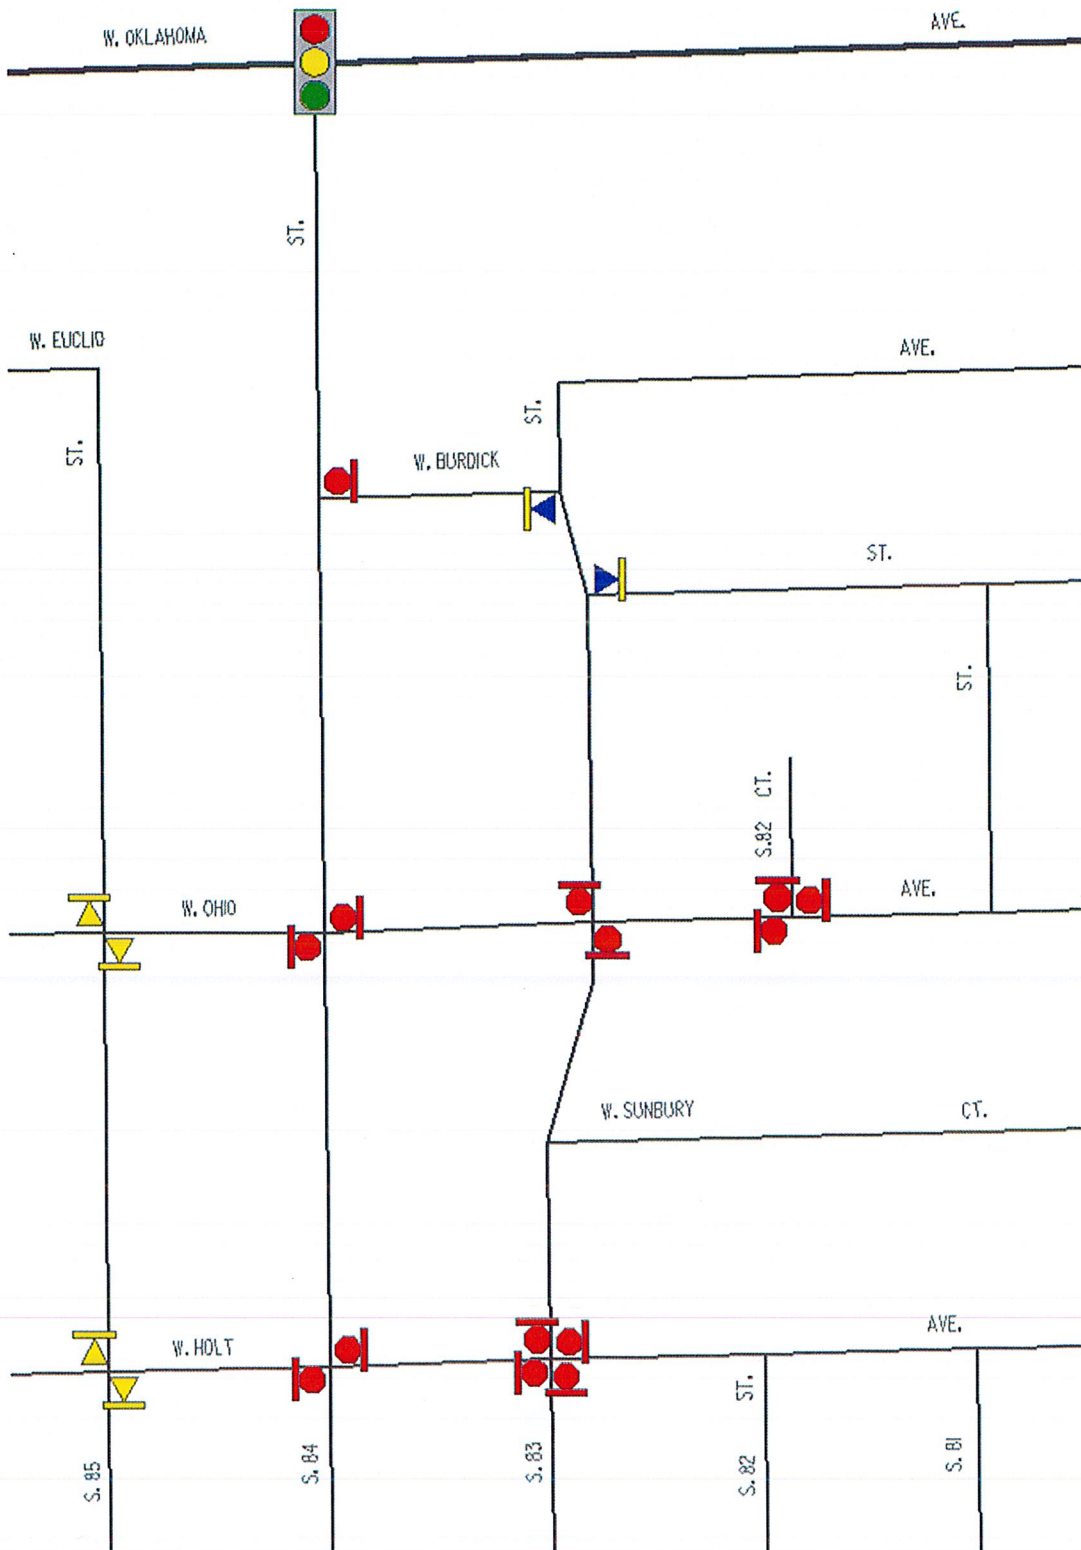 W. OKLAHOMA AVE.
ST.
W. EUCLID AVE.
ST.
ST.
W. BURDICK ST.
ST.
S.82 CT.
W. OHIO AVE.
W. SUNBURY CT.
W. HOLT AVE.
ST.
S. 85
S. 84
S. 83
S. 82
S. 81